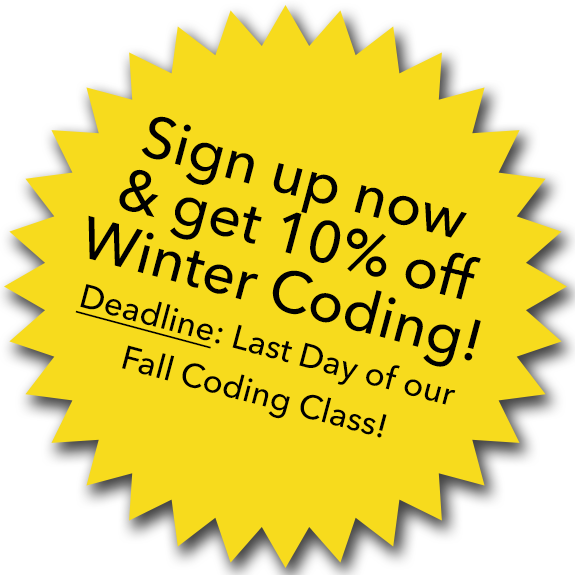 Sign up now
& get 10% off
Winter Coding!
Deadline: Last Day of our
Fall Coding Class!